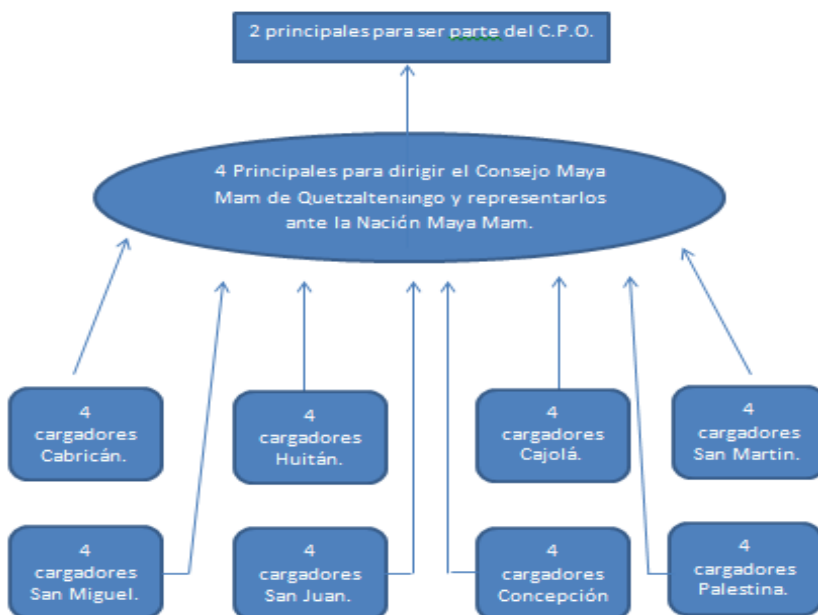 2 principales para ser parte del C.P.O.
4 Principales para dirigir el Consejo Maya
Mam de Quetzaltenango y representarlos
ante la Nación Maya Mam.
4
cargadores
Cabricán.
4
cargadores
Huitán.
4
cargadores
Cajolá.
4
cargadores
San Martin.
4
cargadores
San Miguel.
4
cargadores
San Juan.
4
cargadores
Concepción
4
cargadores
Palestina.